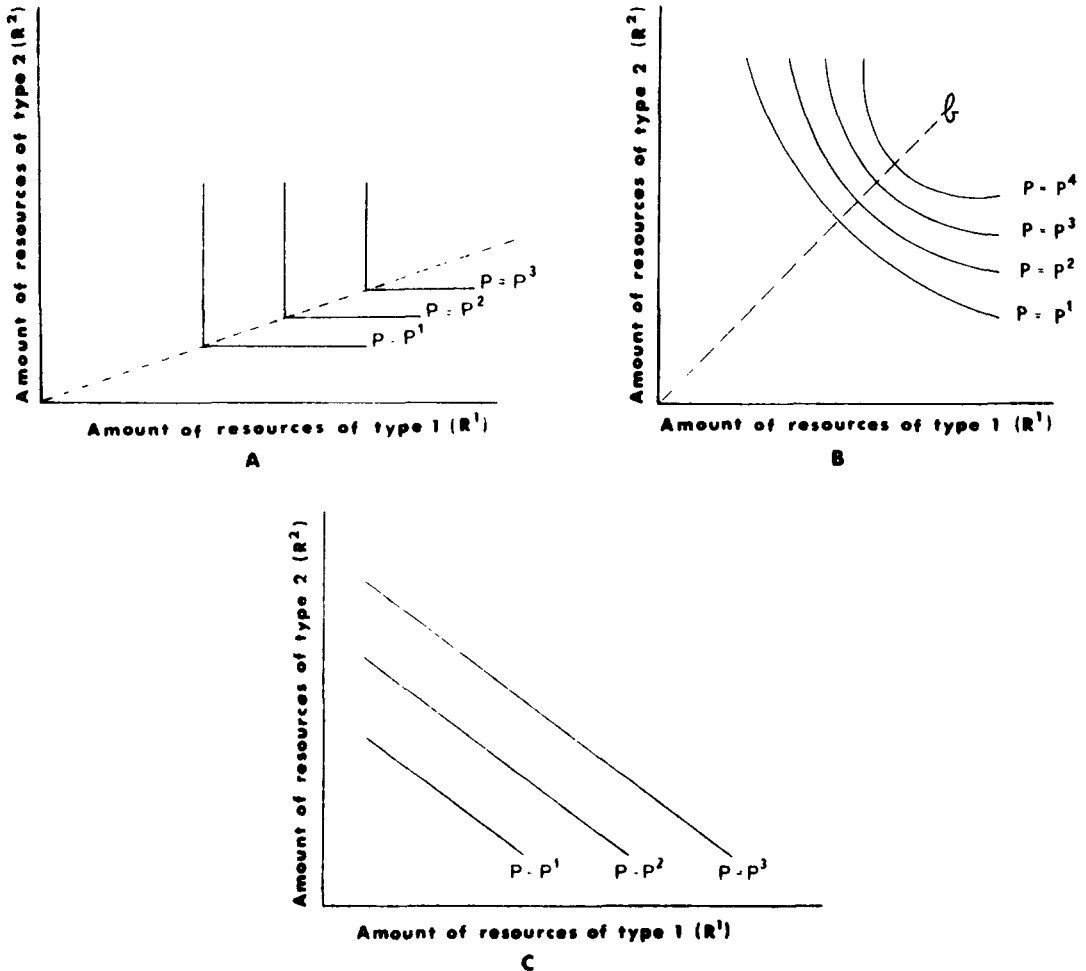 Amount of resources of type 2 (R²)
P = P³
P = P²
P - P¹
Amount of resources of type 1 (R¹)
A
Amount of resources of type 2 (R²)
b
P = P⁴
P = P³
P = P²
P = P¹
Amount of resources of type 1 (R¹)
B
Amount of resources of type 2 (R²)
P - P¹
P - P²
P = P³
Amount of resources of type 1 (R¹)
C